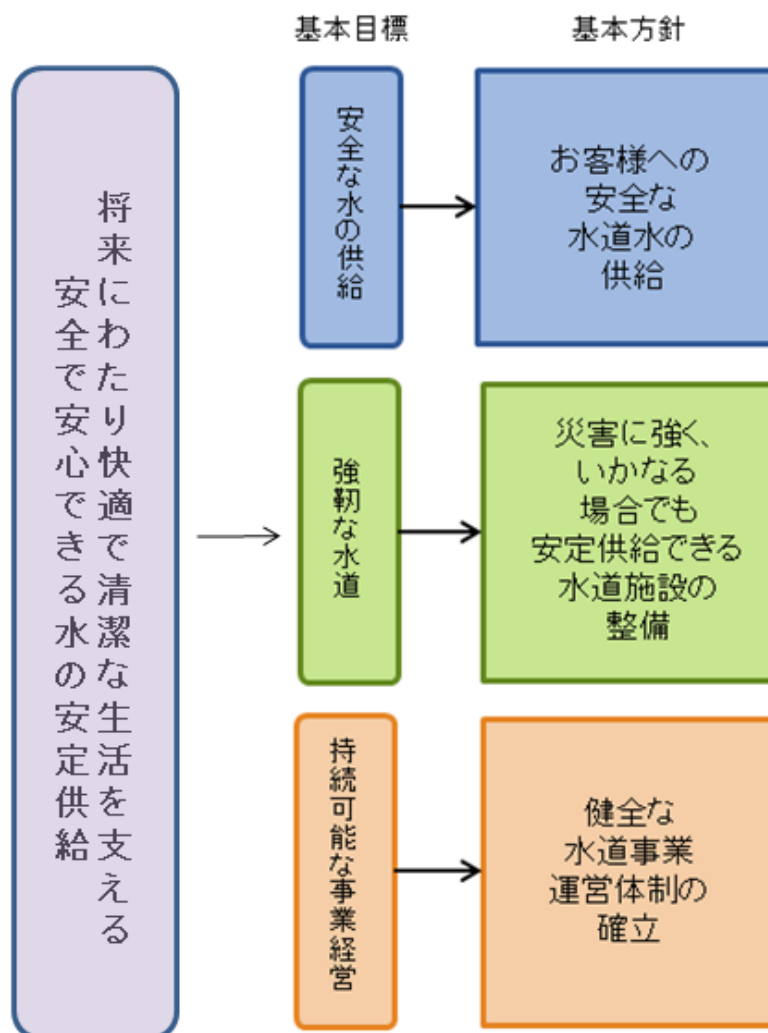 基本目標
基本方針
将来にわたり快適で清潔な生活を支える
安全で安心できる水の安定供給
安全な水の供給
お客様への
安全な
水道水の
供給
強靭な水道
災害に強く、
いかなる
場合でも
安定供給できる
水道施設の
整備
持続可能な事業経営
健全な
水道事業
運営体制の
確立